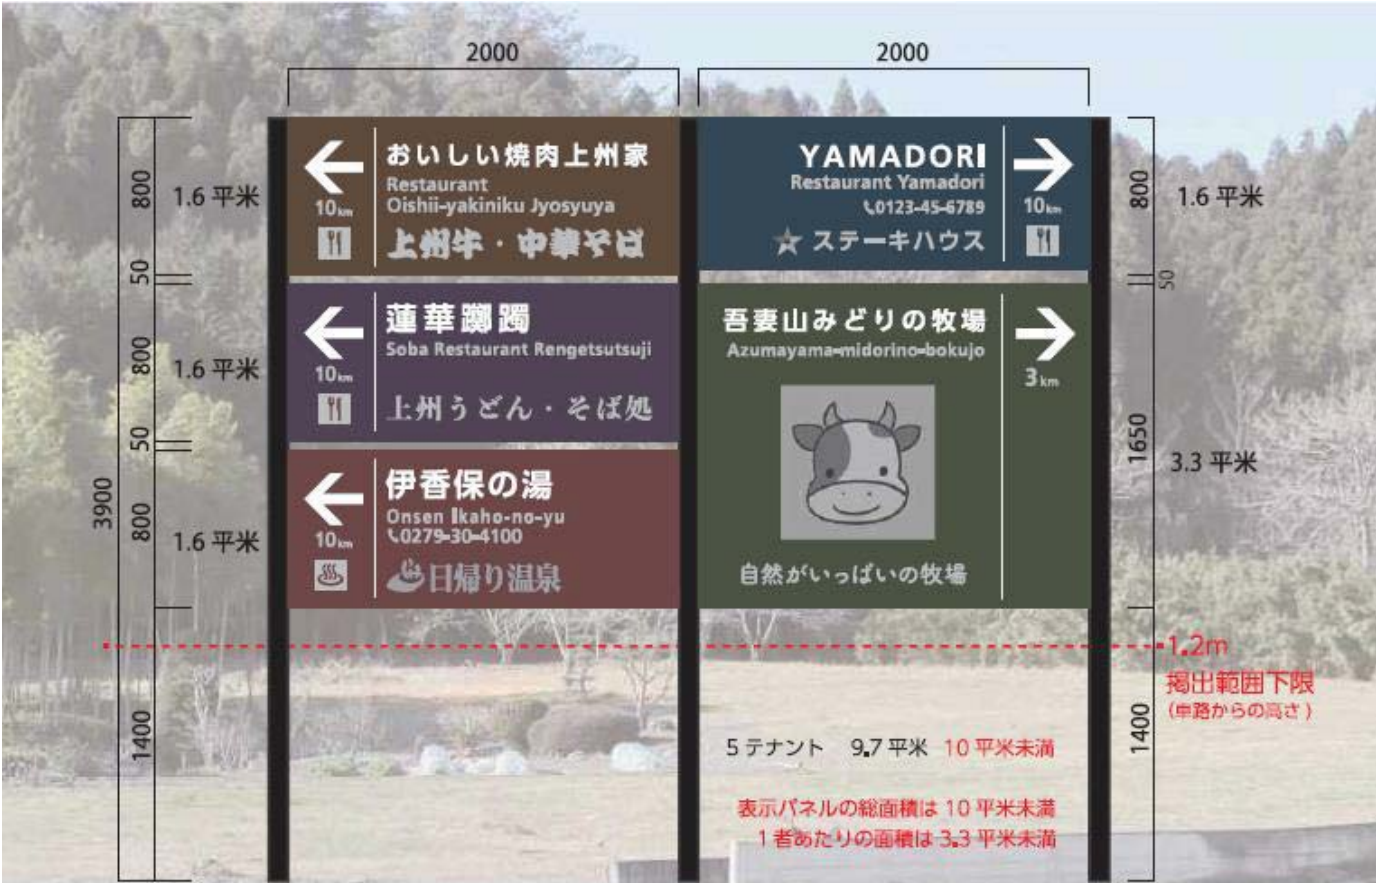 2000
2000
800
1.6 平米
50
800
1.6 平米
50
800
1.6 平米
3900
1400
おいしい焼肉上州家
Restaurant
Oishii-yakiniku Jyosyuya
上州牛・中華そば
10km
蓮華躑躅
Soba Restaurant Rengetsutsuji
上州うどん・そば処
10km
伊香保の湯
Onsen Ikaho-no-yu
0279-30-4100
日帰り温泉
10km
YAMADORI
Restaurant Yamadori
0123-45-6789
ステーキハウス
10km
吾妻山みどりの牧場
Azumayama-midorino-bokujo
3km
自然がいっぱいの牧場
800
1.6 平米
50
1650
3.3 平米
1.2m
掲出範囲下限
(車路からの高さ)
1400
5テナント 9.7 平米 10 平米未満
表示パネルの総面積は 10 平米未満
1者あたりの面積は 3.3 平米未満